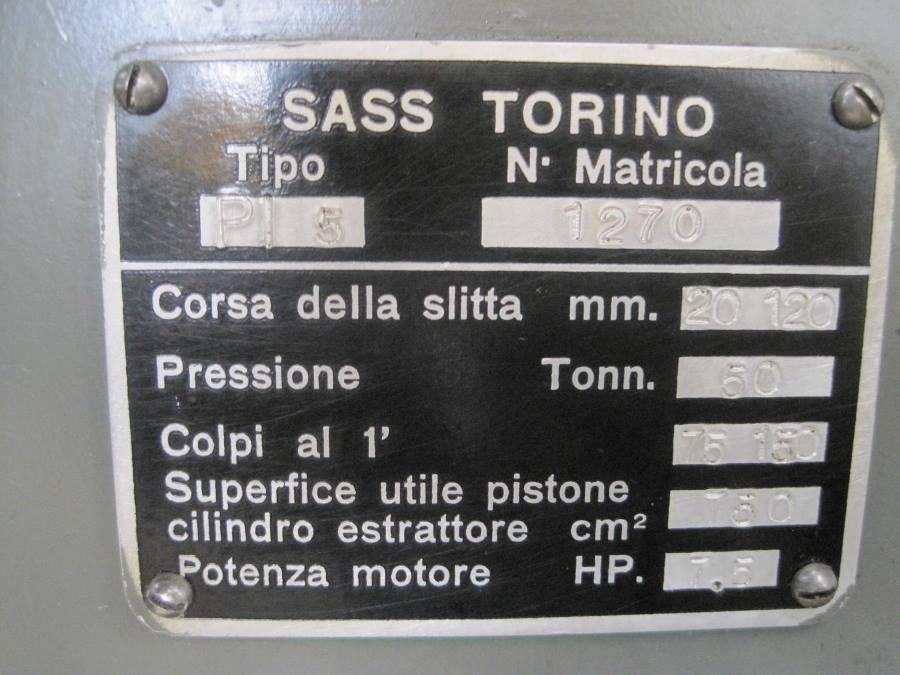 SASS TORINO
Tipo N· Matricola
PI 5 1270
Corsa della slitta mm. 20 120
Pressione Tonn. 50
Colpi al 1' 75 150
Superfice utile pistone
cilindro estrattore cm² 750
Potenza motore HP. 7,5